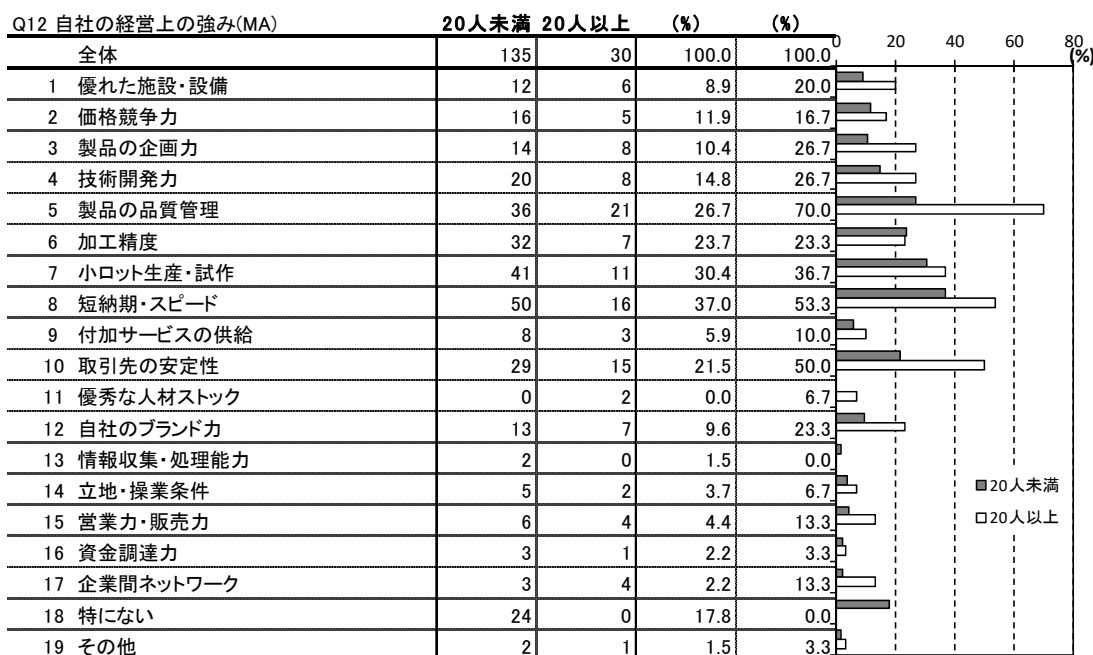 Q12 自社の経営上の強み(MA) 20人未満 20人以上 (%) (%)
0 20 40 60 80
(%)
全体 135 30 100.0 100.0
1 優れた施設・設備 12 6 8.9 20.0
2 価格競争力 16 5 11.9 16.7
3 製品の企画力 14 8 10.4 26.7
4 技術開発力 20 8 14.8 26.7
5 製品の品質管理 36 21 26.7 70.0
6 加工精度 32 7 23.7 23.3
7 小ロット生産・試作 41 11 30.4 36.7
8 短納期・スピード 50 16 37.0 53.3
9 付加サービスの供給 8 3 5.9 10.0
10 取引先の安定性 29 15 21.5 50.0
11 優秀な人材ストック 0 2 0.0 6.7
12 自社のブランド力 13 7 9.6 23.3
13 情報収集・処理能力 2 0 1.5 0.0
14 立地・操業条件 5 2 3.7 6.7
15 営業力・販売力 6 4 4.4 13.3
16 資金調達力 3 1 2.2 3.3
17 企業間ネットワーク 3 4 2.2 13.3
18 特にない 24 0 17.8 0.0
19 その他 2 1 1.5 3.3
20人未満
20人以上